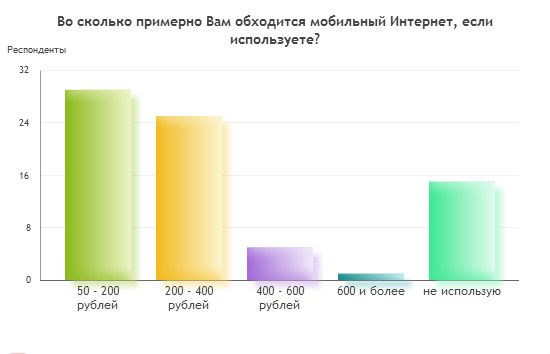 Во сколько примерно Вам обходится мобильный Интернет, если
используете?
Респонденты
32
24
16
8
0
50 - 200
рублей
200 - 400
рублей
400 - 600
рублей
600 и более
не использую